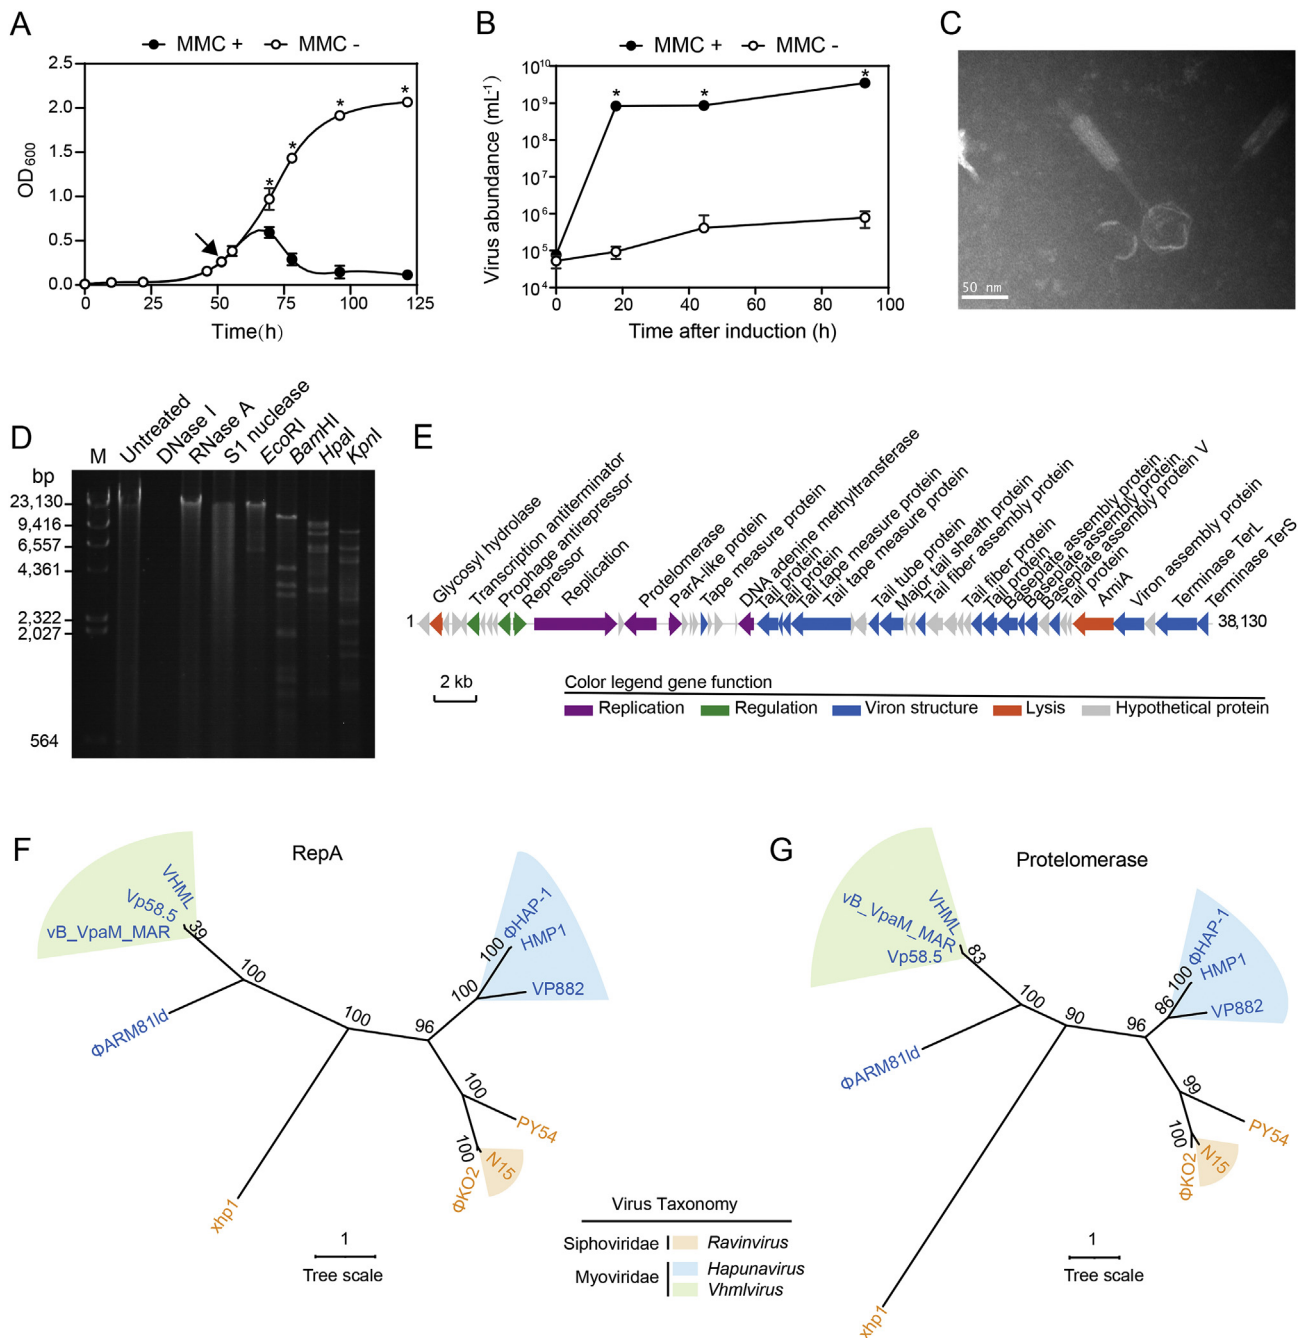 A
MMC +
MMC -
2.5
2.0
1.5
1.0
0.5
0.0
OD600
0
25
50
75
100
125
Time(h)
*
*
*
*
B
MMC +
MMC -
10^10
10^9
10^8
10^7
10^6
10^5
10^4
Virus abundance (mL-1)
0
20
40
60
80
100
Time after induction (h)
*
*
*
C
50 nm
D
bp
M
Untreated
DNase I
RNase A
S1 nuclease
EcoRI
BamHI
HpaI
KpnI
23,130
9,416
6,557
4,361
2,322
2,027
564
E
Glycosyl hydrolase
Transcription antiterminator
Prophage antirepressor
Repressor
Replication
Protelomerase
ParA-like protein
Tape measure protein
DNA adenine methyltransferase
Tail protein
Tail protein
Tail tape measure protein
Tail tape measure protein
Tail tube protein
Major tail sheath protein
Tail fiber assembly protein
Tail fiber protein
Tail protein
Baseplate assembly protein
Baseplate assembly protein
Baseplate assembly protein V
Tail protein
AmiA
Viron assembly protein
Terminase TerL
Terminase TerS
1
38,130
2 kb
Color legend gene function
Replication
Regulation
Viron structure
Lysis
Hypothetical protein
F
RepA
VHML
Vp58.5
vB_VpaM_MAR
39
100
ΦARM81ld
100
96
100
100
ΦHAP-1
HMP1
VP882
100
PY54
100
N15
ΦKO2
xhp1
1
Tree scale
Virus Taxonomy
Siphoviridae
Ravinvirus
Myoviridae
Hapunavirus
Vhmlvirus
G
Protelomerase
VHML
vB_VpaM_MAR
Vp58.5
83
100
ΦARM81ld
90
96
86
100
ΦHAP-1
HMP1
VP882
99
PY54
100
N15
ΦKO2
xhp1
1
Tree scale